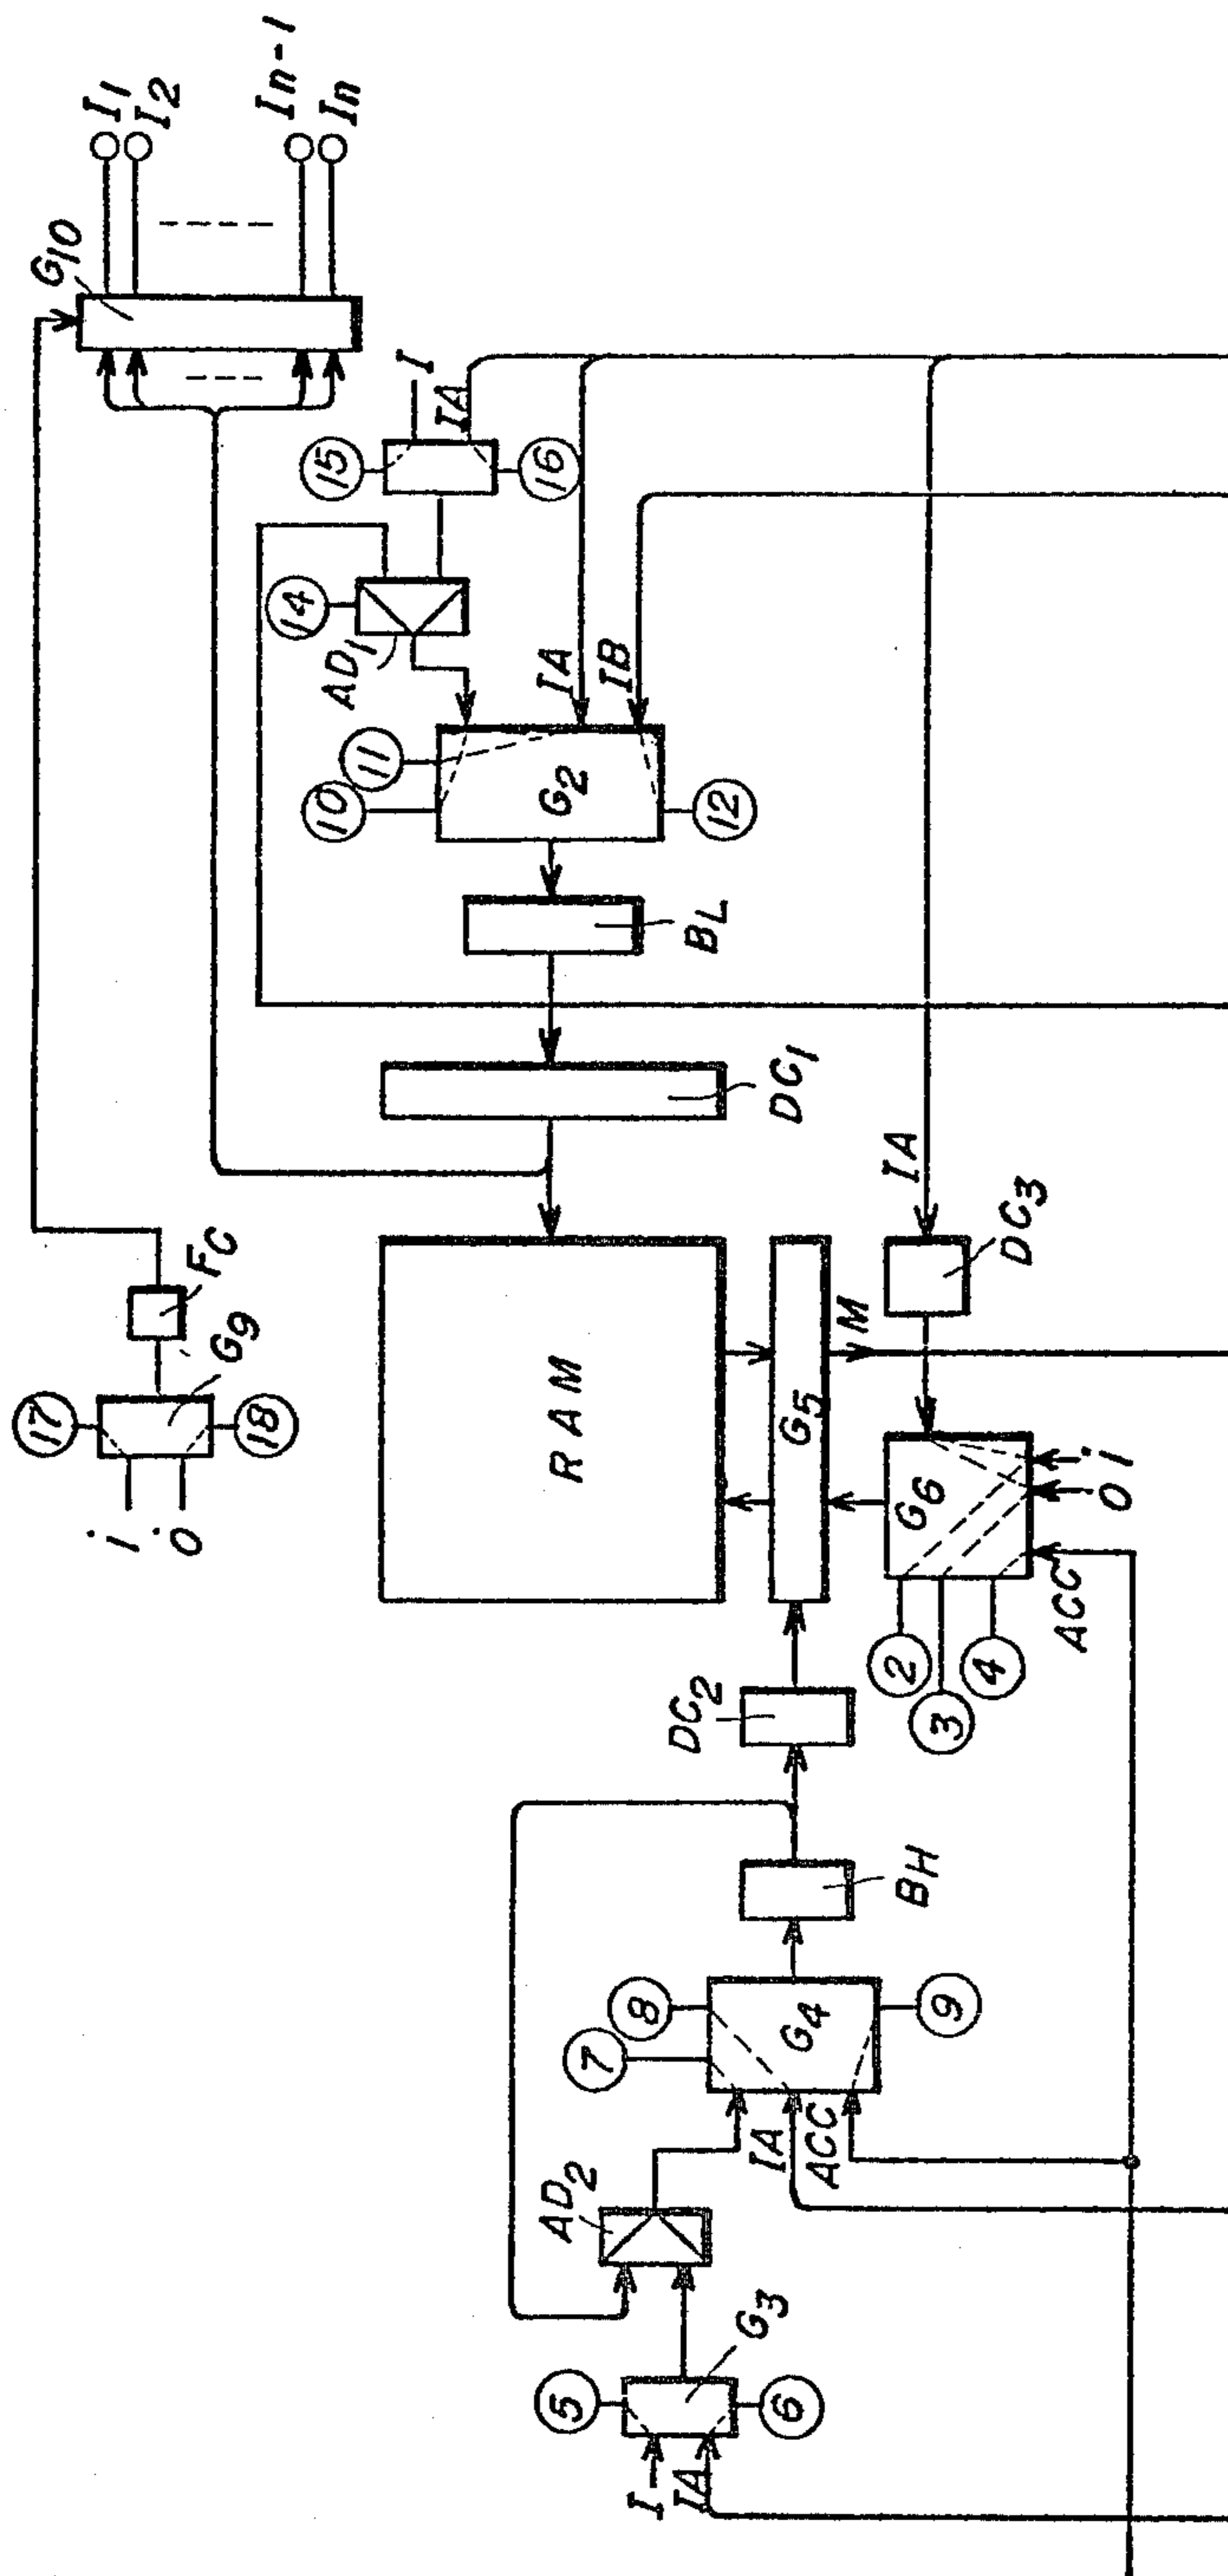 17
i
O
G9
18
FC
G10
I1
I2
In-1
In
15
I
IA
16
14
AD1
11
10
G2
IA
IB
12
BL
DC1
RAM
G5
M
IA
DC3
G6
i
O
ACC
2
3
4
DC2
BH
8
7
G4
9
IA
ACC
AD2
G3
5
6
I
IA